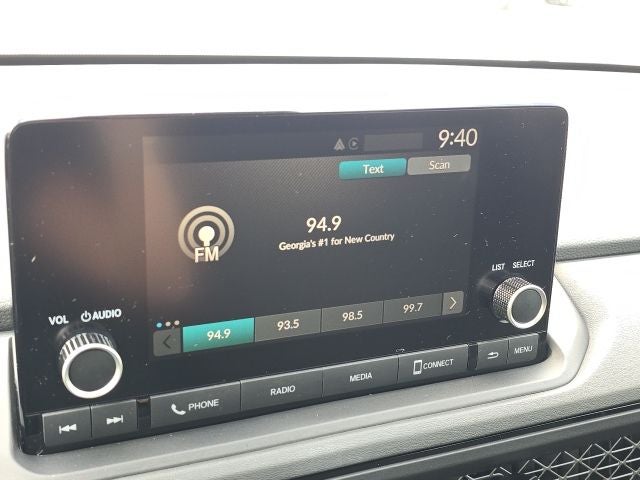 9:40
Text Scan
94.9
FM
Georgia's #1 for New Country
LIST SELECT
VOL AUDIO
94.9 93.5 98.5 99.7
PHONE RADIO MEDIA CONNECT MENU